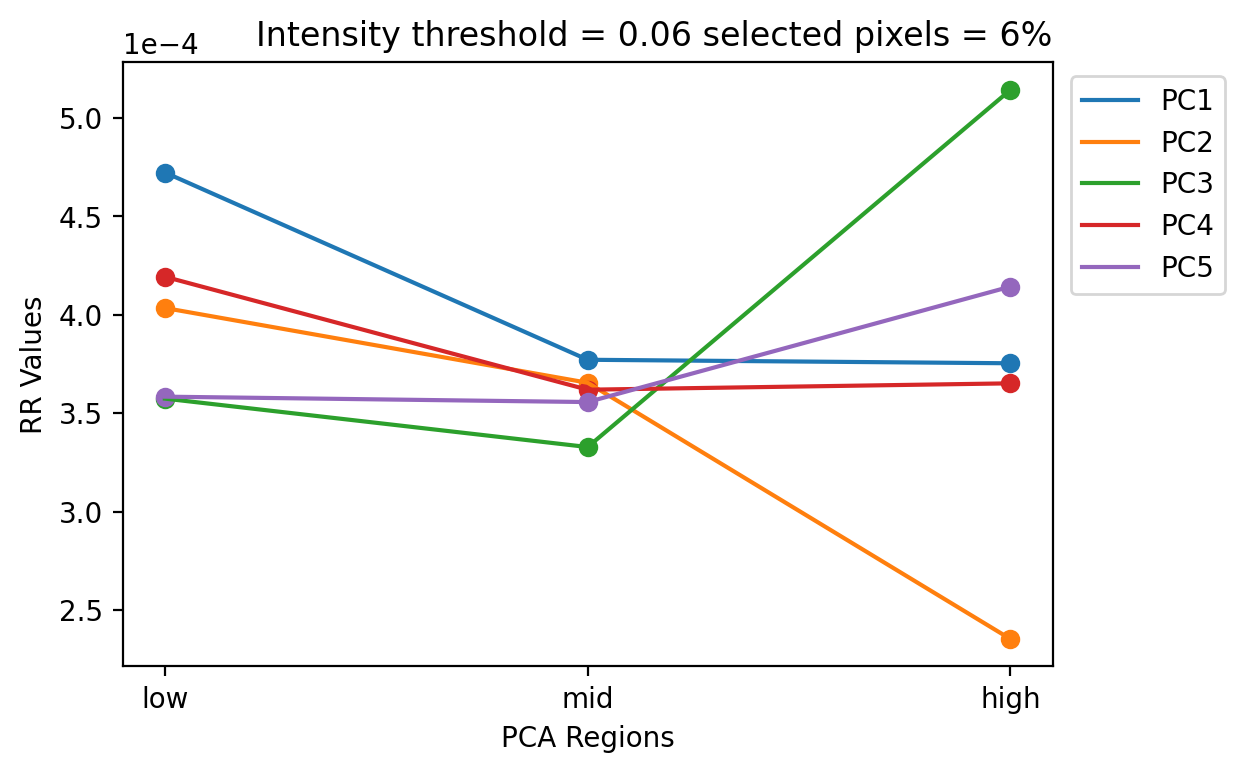 Intensity threshold = 0.06 selected pixels = 6%
1e−4
5.0
4.5
4.0
3.5
3.0
2.5
RR Values
low
mid
high
PCA Regions
PC1
PC2
PC3
PC4
PC5